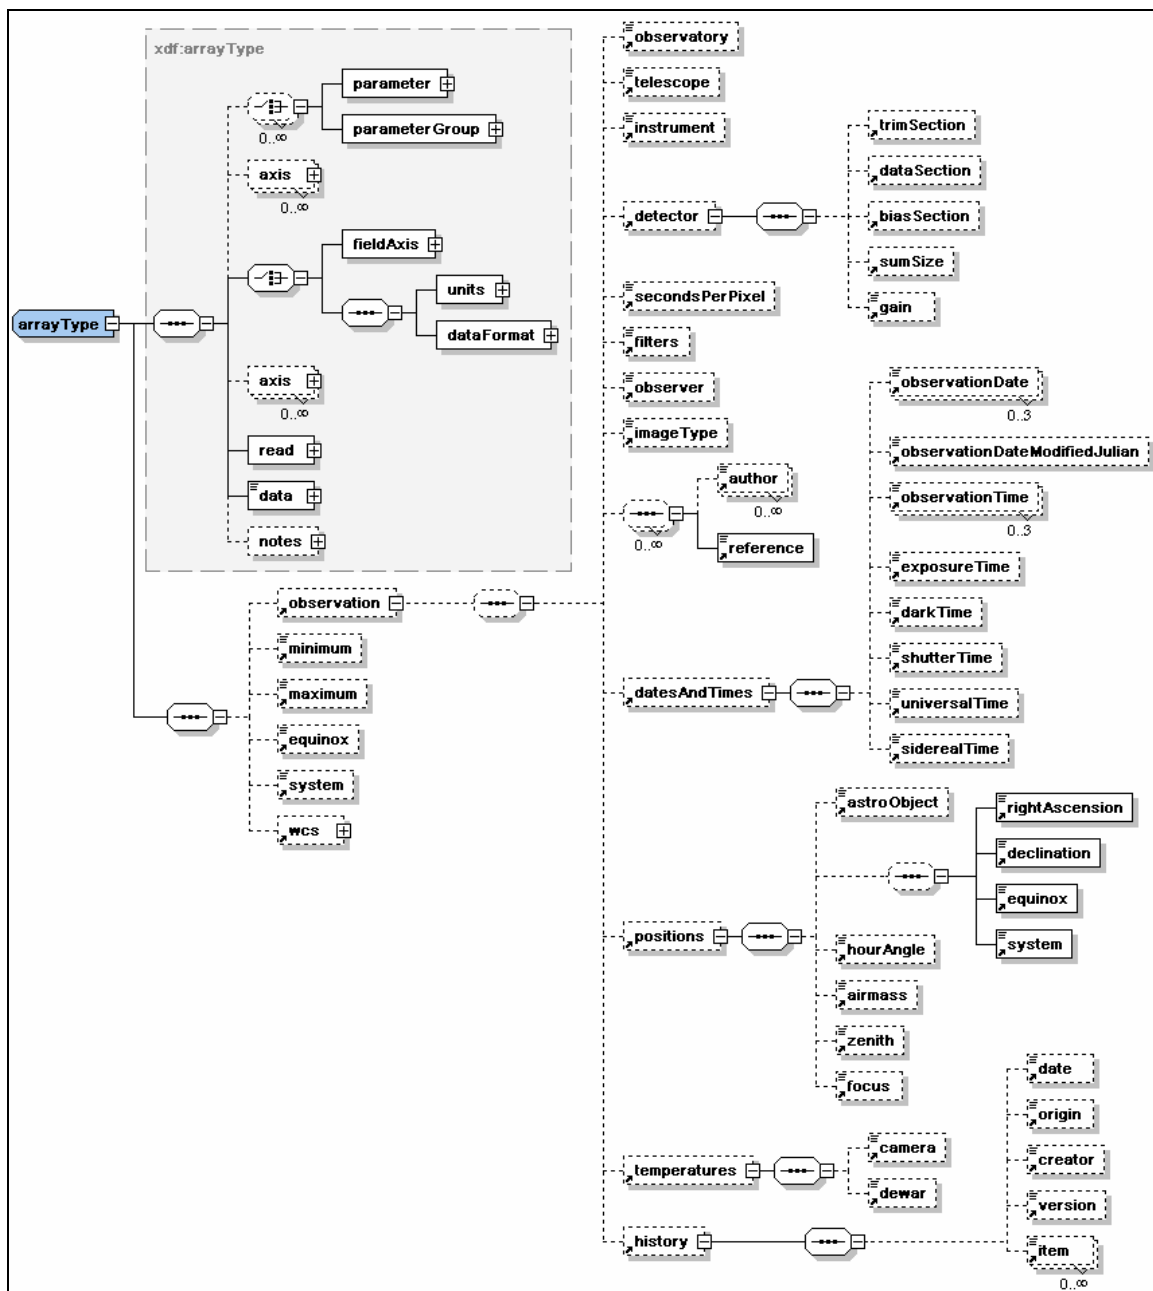 xdf:arrayType
parameter
parameterGroup
0..∞
axis
0..∞
fieldAxis
units
dataFormat
arrayType
axis
0..∞
read
data
notes
observation
minimum
maximum
equinox
system
wcs
observatory
telescope
instrument
detector
trimSection
dataSection
biasSection
sumSize
gain
secondsPerPixel
filters
observer
imageType
author
0..∞
0..∞
reference
datesAndTimes
observationDate
0..3
observationDateModifiedJulian
observationTime
0..3
exposureTime
darkTime
shutterTime
universalTime
siderealTime
positions
astroObject
rightAscension
declination
equinox
system
hourAngle
airmass
zenith
focus
temperatures
camera
dewar
history
date
origin
creator
version
item
0..∞